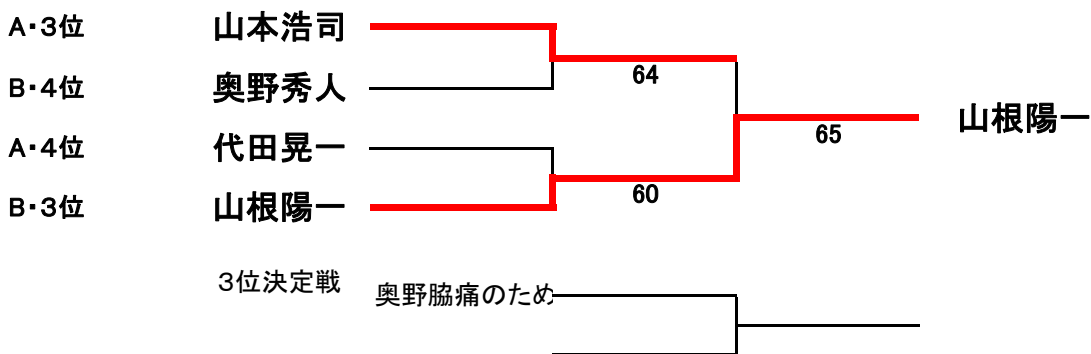 A・3位 山本浩司
64
B・4位 奥野秀人
山根陽一
65
A・4位 代田晃一
60
B・3位 山根陽一
3位決定戦 奥野脇痛のため